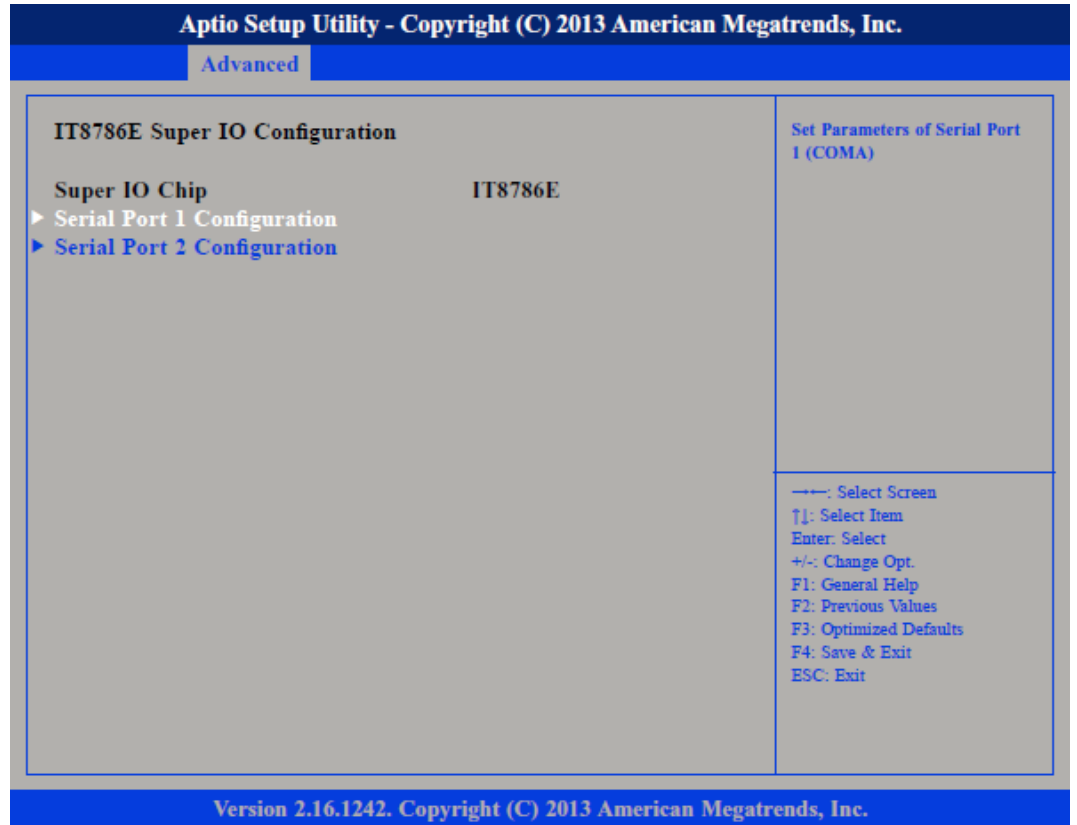 Aptio Setup Utility - Copyright (C) 2013 American Megatrends, Inc.
Advanced
IT8786E Super IO Configuration
Super IO Chip IT8786E
Serial Port 1 Configuration
Serial Port 2 Configuration
Set Parameters of Serial Port
1 (COMA)
→←: Select Screen
↑↓: Select Item
Enter: Select
+/-: Change Opt.
F1: General Help
F2: Previous Values
F3: Optimized Defaults
F4: Save & Exit
ESC: Exit
Version 2.16.1242. Copyright (C) 2013 American Megatrends, Inc.